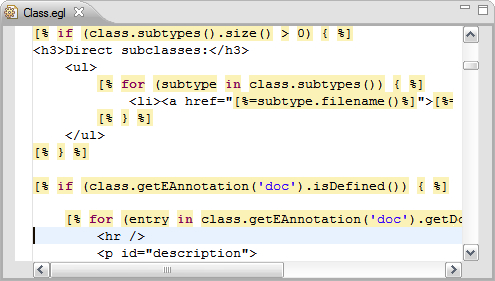 Class.egl
[% if (class.subtypes().size() > 0) { %]
<h3>Direct subclasses:</h3>
<ul>
[% for (subtype in class.subtypes()) { %]
<li><a href="[%=subtype.filename()%]">[%=
[% } %]
</ul>
[% } %]
[% if (class.getEAnnotation('doc').isDefined()) { %]
[% for (entry in class.getEAnnotation('doc').getDe
<hr />
<p id="description">